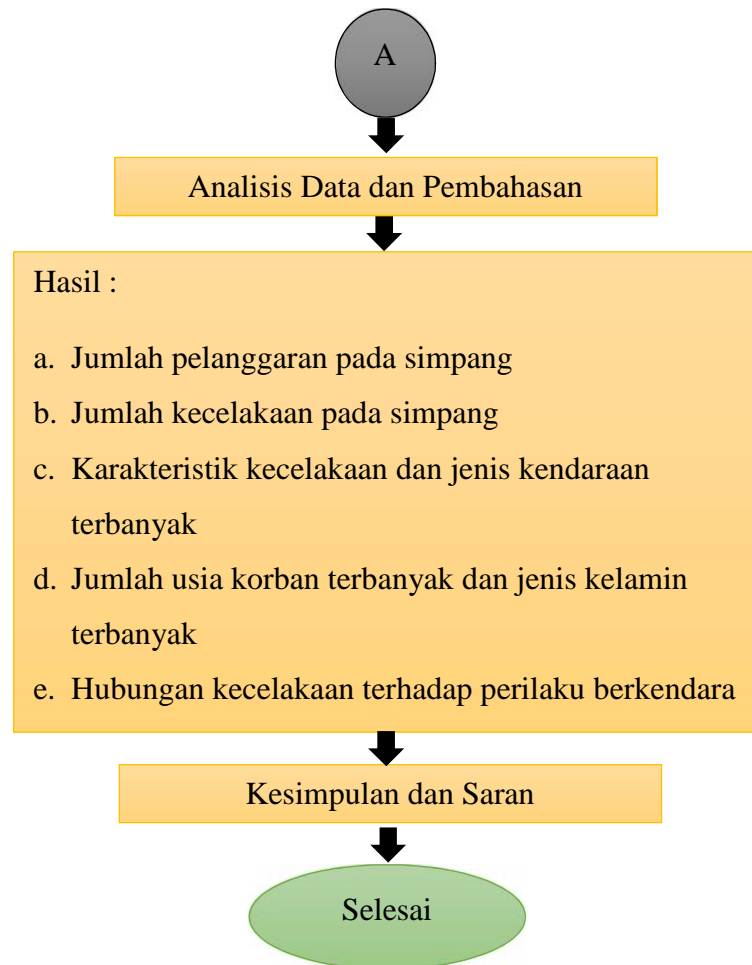 A
Analisis Data dan Pembahasan
Hasil :
a. Jumlah pelanggaran pada simpang
b. Jumlah kecelakaan pada simpang
c. Karakteristik kecelakaan dan jenis kendaraan
terbanyak
d. Jumlah usia korban terbanyak dan jenis kelamin
terbanyak
e. Hubungan kecelakaan terhadap perilaku berkendara
Kesimpulan dan Saran
Selesai